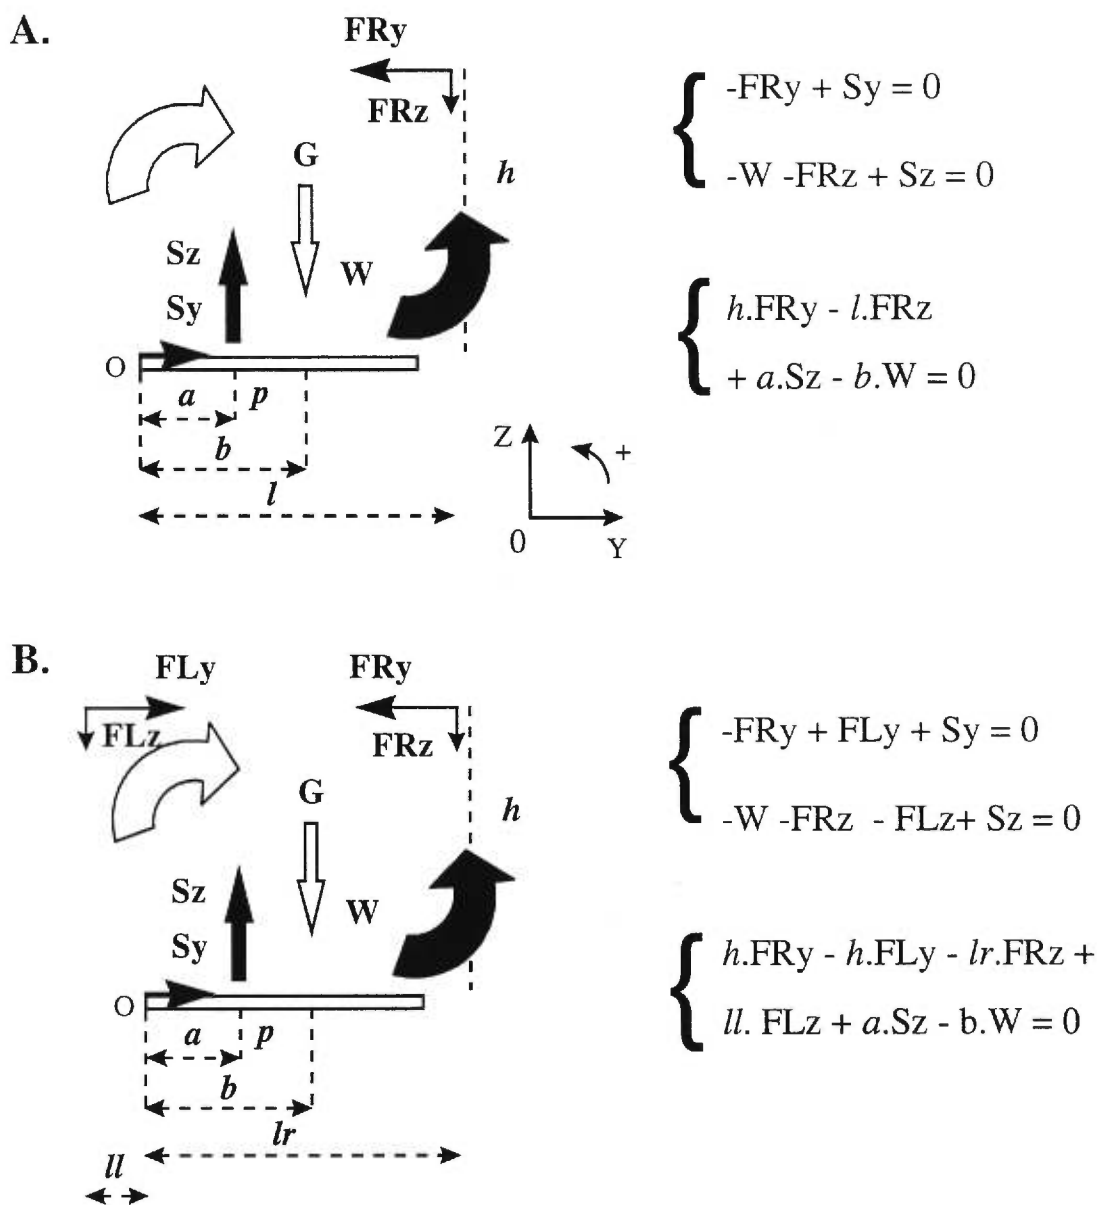 A.
FRy
FRz
G
h
Sz
W
Sy
O
a
p
b
l
Z
+
0
Y
-FRy + Sy = 0
-W -FRz + Sz = 0
h.FRy - l.FRz
+ a.Sz - b.W = 0
B.
FLy
FRy
FLz
FRz
G
h
Sz
W
Sy
O
a
p
b
lr
ll
-FRy + FLy + Sy = 0
-W -FRz - FLz+ Sz = 0
h.FRy - h.FLy - lr.FRz +
ll. FLz + a.Sz - b.W = 0